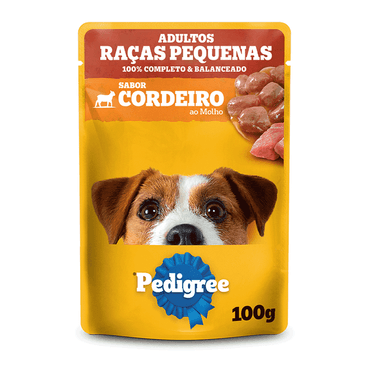 ADULTOS
RAÇAS PEQUENAS
100% COMPLETO & BALANCEADO
SABOR
CORDEIRO
ao Molho
Pedigree
100g